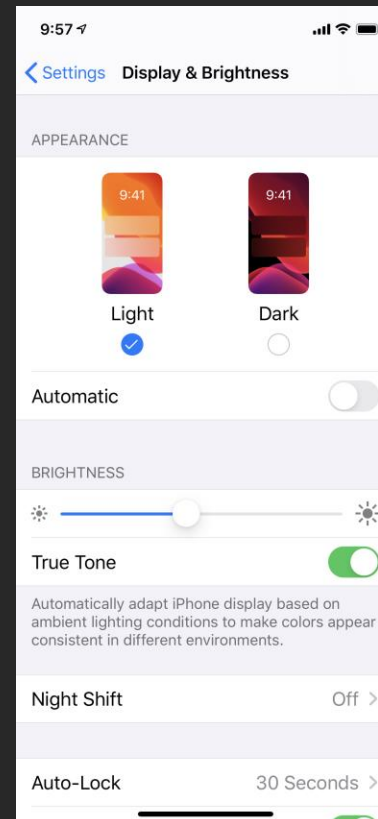 9:57
Settings Display & Brightness
APPEARANCE
9:41 9:41
Light Dark
Automatic
BRIGHTNESS
True Tone
Automatically adapt iPhone display based on
ambient lighting conditions to make colors appear
consistent in different environments.
Night Shift Off
Auto-Lock 30 Seconds